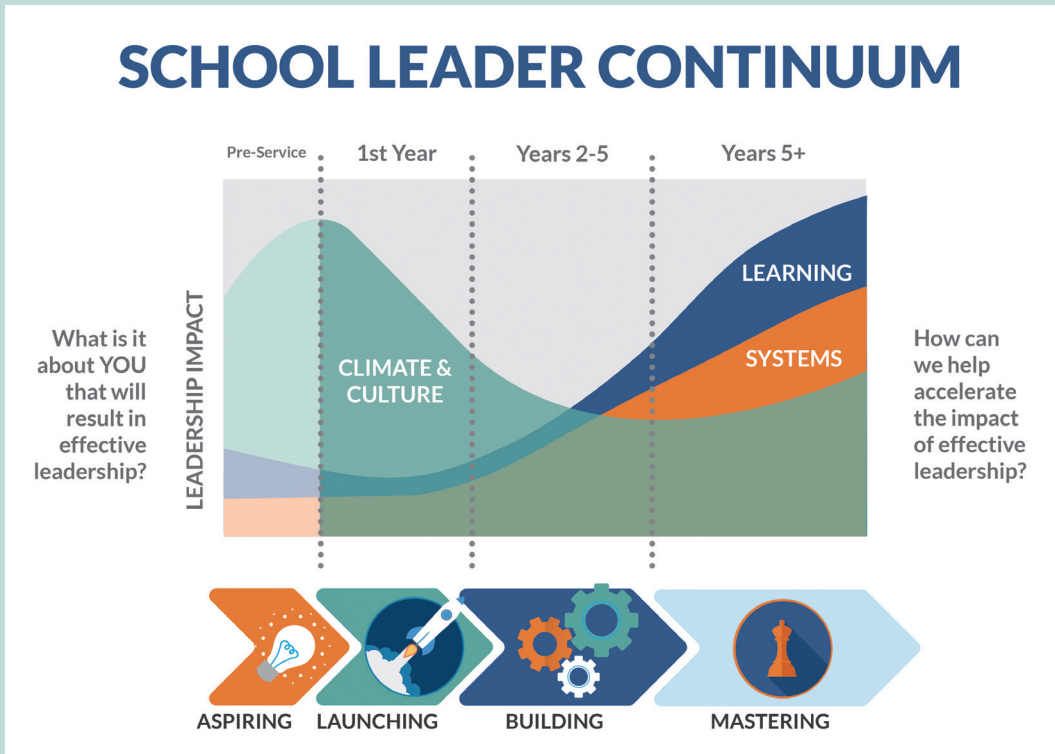 SCHOOL LEADER CONTINUUM
Pre-Service
1st Year
Years 2-5
Years 5+
What is it
about YOU
that will
result in
effective
leadership?
LEADERSHIP IMPACT
CLIMATE &
CULTURE
LEARNING
SYSTEMS
How can
we help
accelerate
the impact
of effective
leadership?
ASPIRING
LAUNCHING
BUILDING
MASTERING